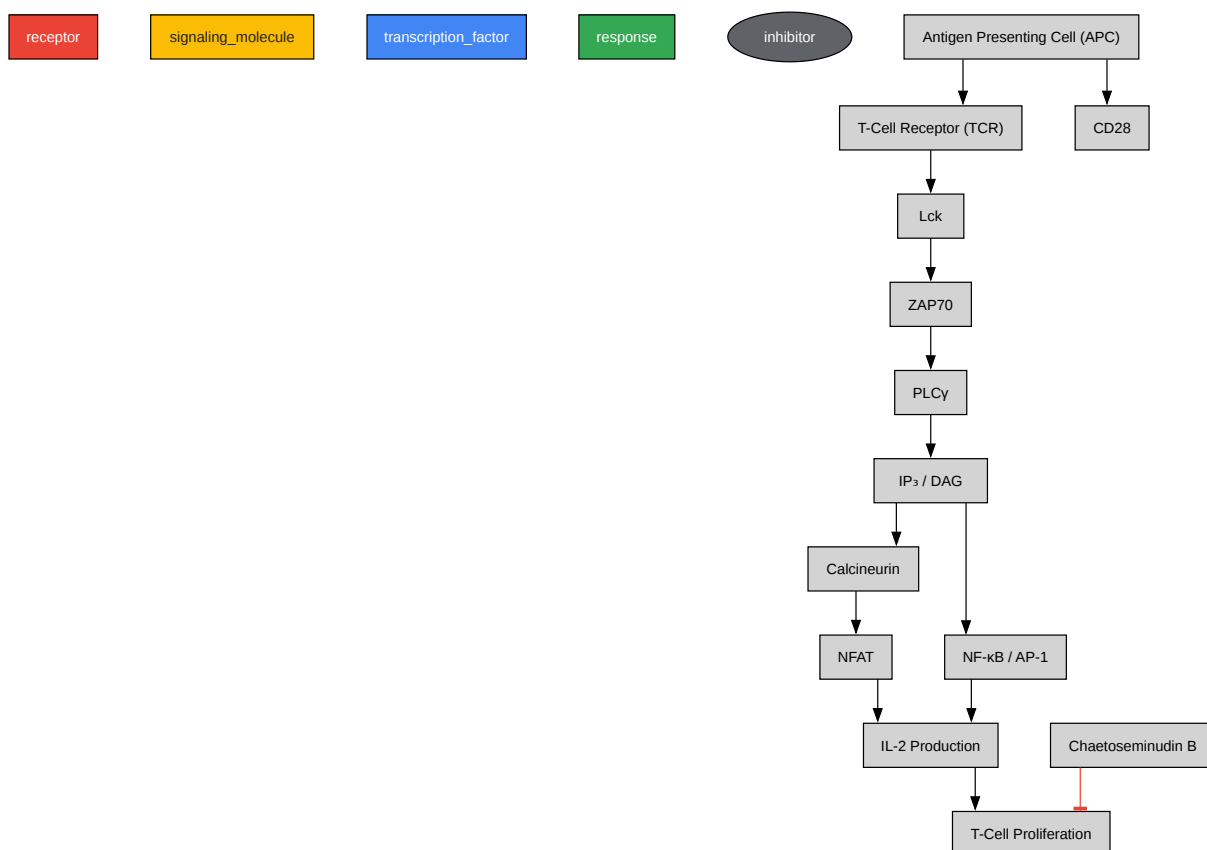 receptor
signaling_molecule
transcription_factor
response
inhibitor
Antigen Presenting Cell (APC)
T-Cell Receptor (TCR)
CD28
Lck
ZAP70
PLCγ
IP₃ / DAG
Calcineurin
NFAT
NF-κB / AP-1
IL-2 Production
Chaetoseminudin B
T-Cell Proliferation